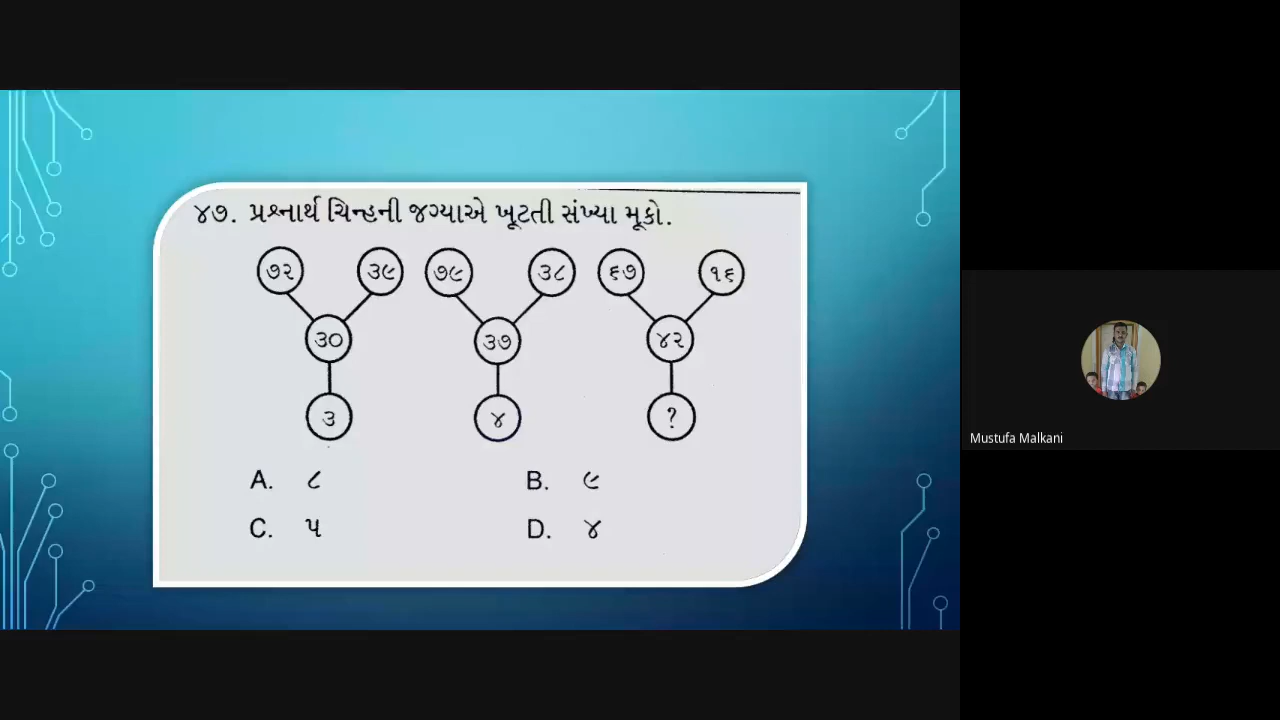 ૪૭. પ્રશ્નાર્થ ચિન્હની જગ્યાએ ખૂટતી સંખ્યા મૂકો.
૭૨ ૩૯ ૭૯ ૩૮ ૬૭ ૧૬
૩૦ ૩૭ ૪૨
૩ ૪ ?
A. ૮ B. ૯
C. ૫ D. ૪
Mustufa Malkani